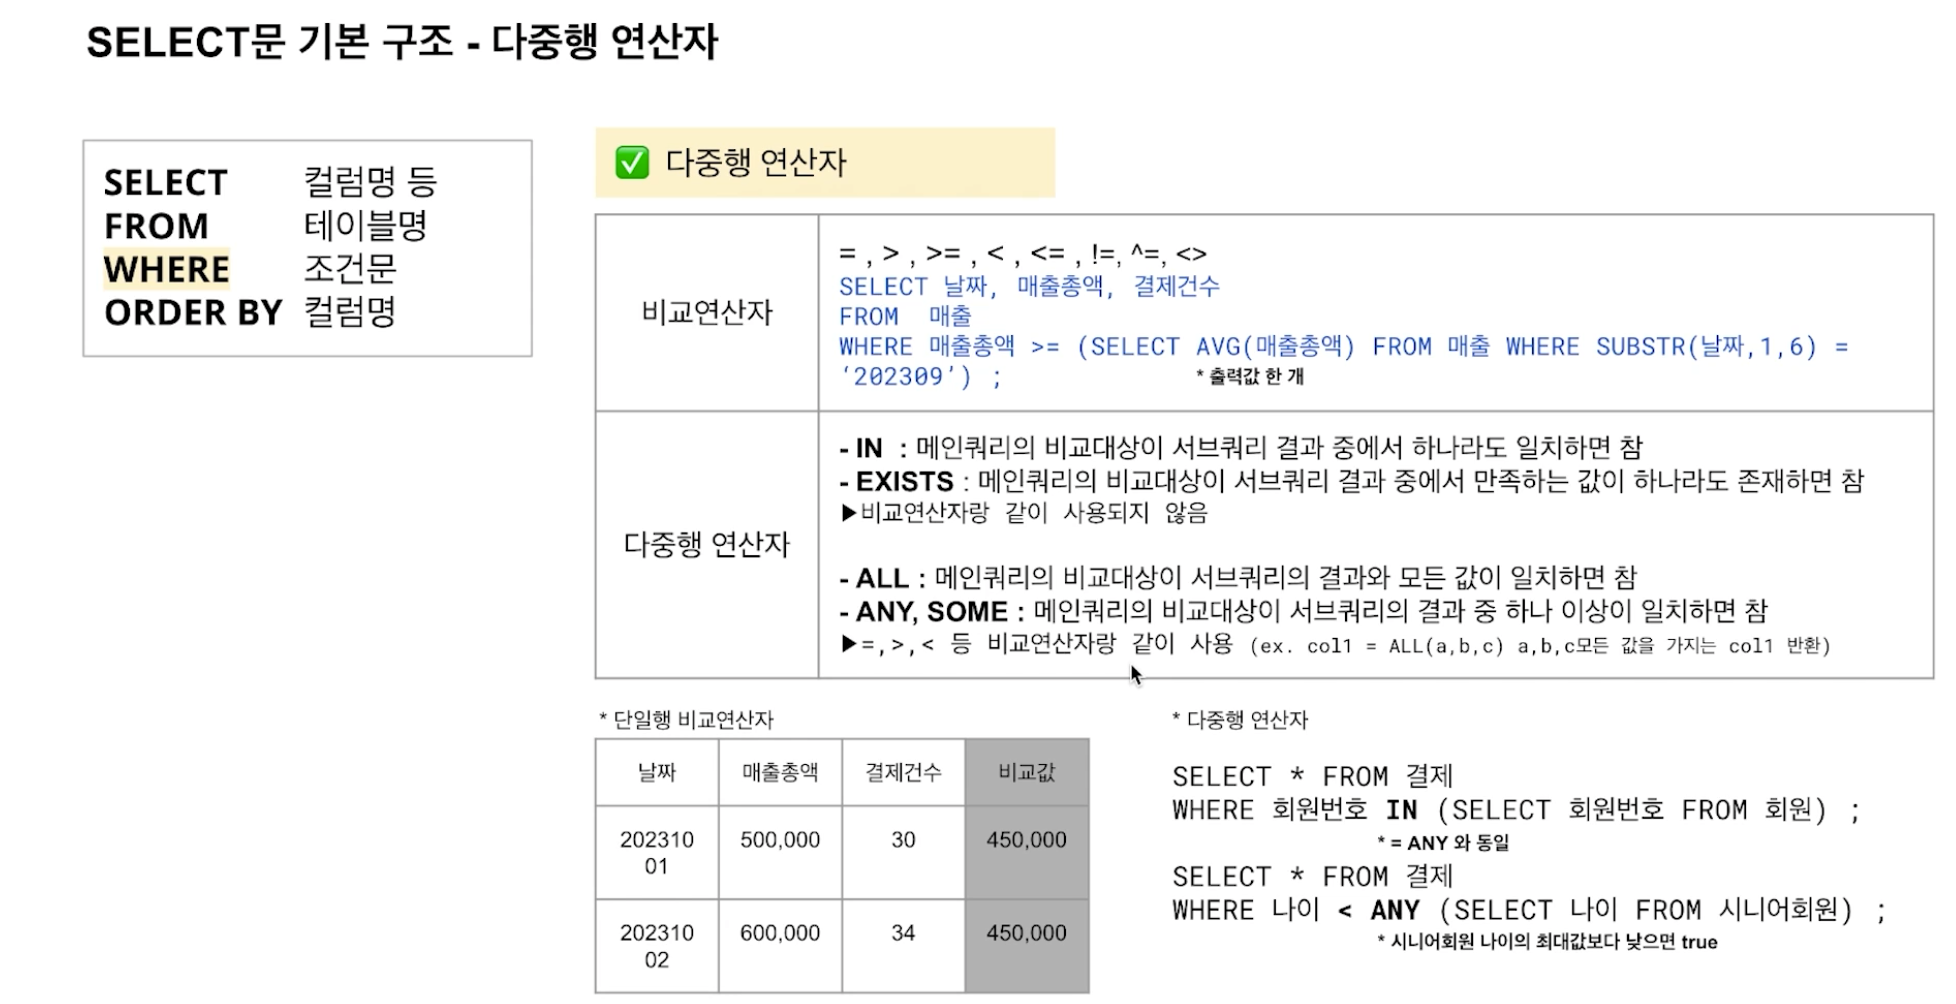 SELECT문 기본 구조 - 다중행 연산자
SELECT 컬럼명 등
FROM 테이블명
WHERE 조건문
ORDER BY 컬럼명
✅ 다중행 연산자
비교연산자
= , > , >= , < , <= , !=, ^=, <>
SELECT 날짜, 매출총액, 결제건수
FROM 매출
WHERE 매출총액 >= (SELECT AVG(매출총액) FROM 매출 WHERE SUBSTR(날짜,1,6) =
‘202309’) ; * 출력값 한 개
다중행 연산자
- IN : 메인쿼리의 비교대상이 서브쿼리 결과 중에서 하나라도 일치하면 참
- EXISTS : 메인쿼리의 비교대상이 서브쿼리 결과 중에서 만족하는 값이 하나라도 존재하면 참
▶비교연산자랑 같이 사용되지 않음
- ALL : 메인쿼리의 비교대상이 서브쿼리의 결과와 모든 값이 일치하면 참
- ANY, SOME : 메인쿼리의 비교대상이 서브쿼리의 결과 중 하나 이상이 일치하면 참
▶=,>,< 등 비교연산자랑 같이 사용 (ex. col1 = ALL(a,b,c) a,b,c모든 값을 가지는 col1 반환)
* 단일행 비교연산자
날짜 매출총액 결제건수 비교값
202310
01
500,000 30 450,000
202310
02
600,000 34 450,000
* 다중행 연산자
SELECT * FROM 결제
WHERE 회원번호 IN (SELECT 회원번호 FROM 회원) ;
* = ANY 와 동일
SELECT * FROM 결제
WHERE 나이 < ANY (SELECT 나이 FROM 시니어회원) ;
* 시니어회원 나이의 최대값보다 낮으면 true